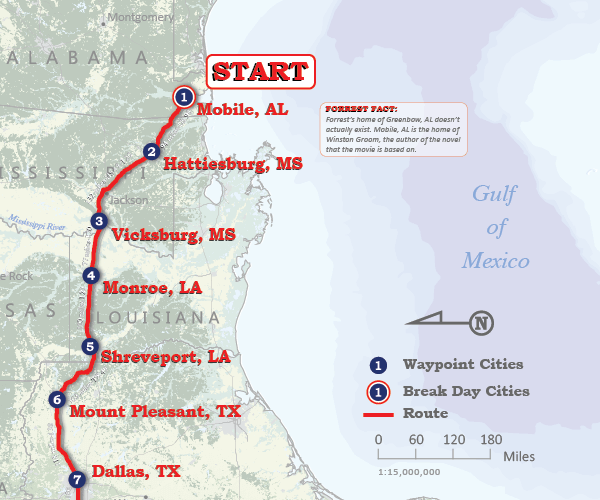 Montgomery
ALABAMA
START
1
Mobile, AL
FORREST FACT:
Forrest's home of Greenbow, AL doesn't
actually exist. Mobile, AL is the home of
Winston Groom, the author of the novel
that the movie is based on.
2
Hattiesburg, MS
SSISSIPPI
Jackson
Mississippi River
3
Vicksburg, MS
Gulf
of
Mexico
e Rock
4
Monroe, LA
SAS
LOUISIANA
N
5
Shreveport, LA
1 Waypoint Cities
1 Break Day Cities
Route
6
Mount Pleasant, TX
0 60 120 180
Miles
1:15,000,000
7
Dallas, TX